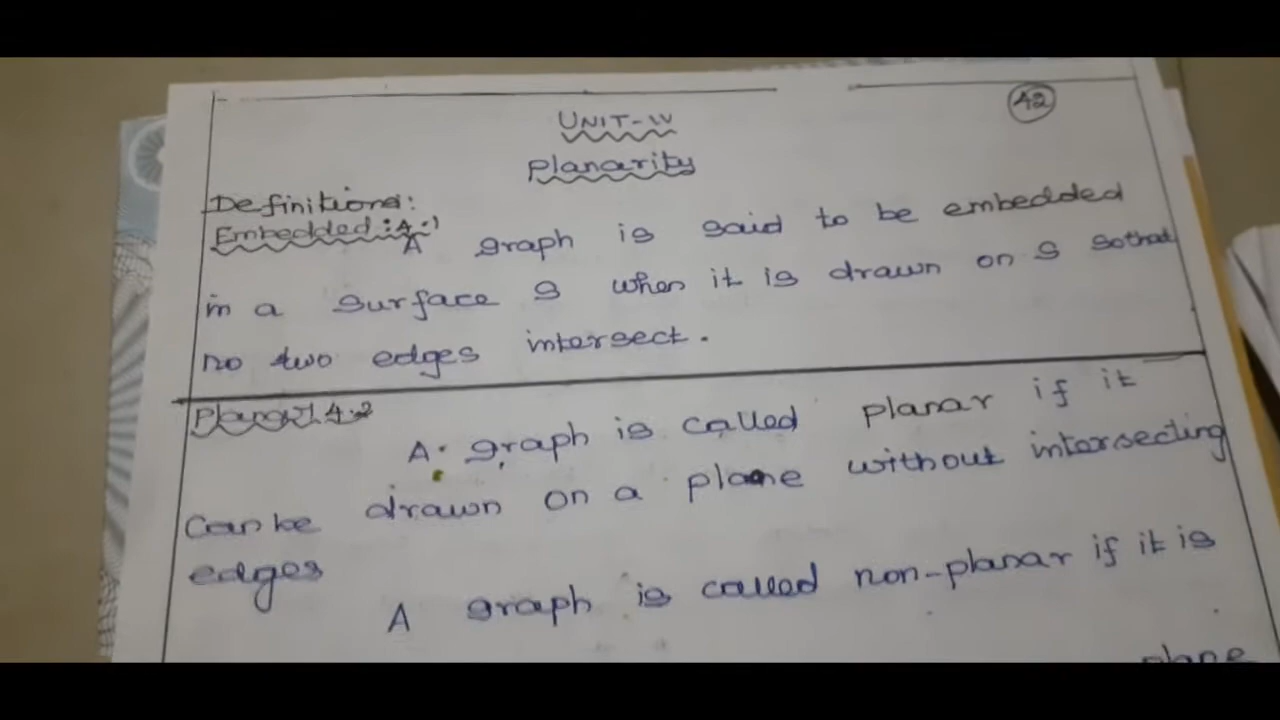 42
UNIT-IV
Planarity
Definitions:
Embedded: 4.1
A graph is said to be embedded
in a surface S when it is drawn on S so that
no two edges intersect.
Planar 4.2
A graph is called planar if it
can be drawn on a plane without intersecting
edges
A graph is called non-planar if it is
plane